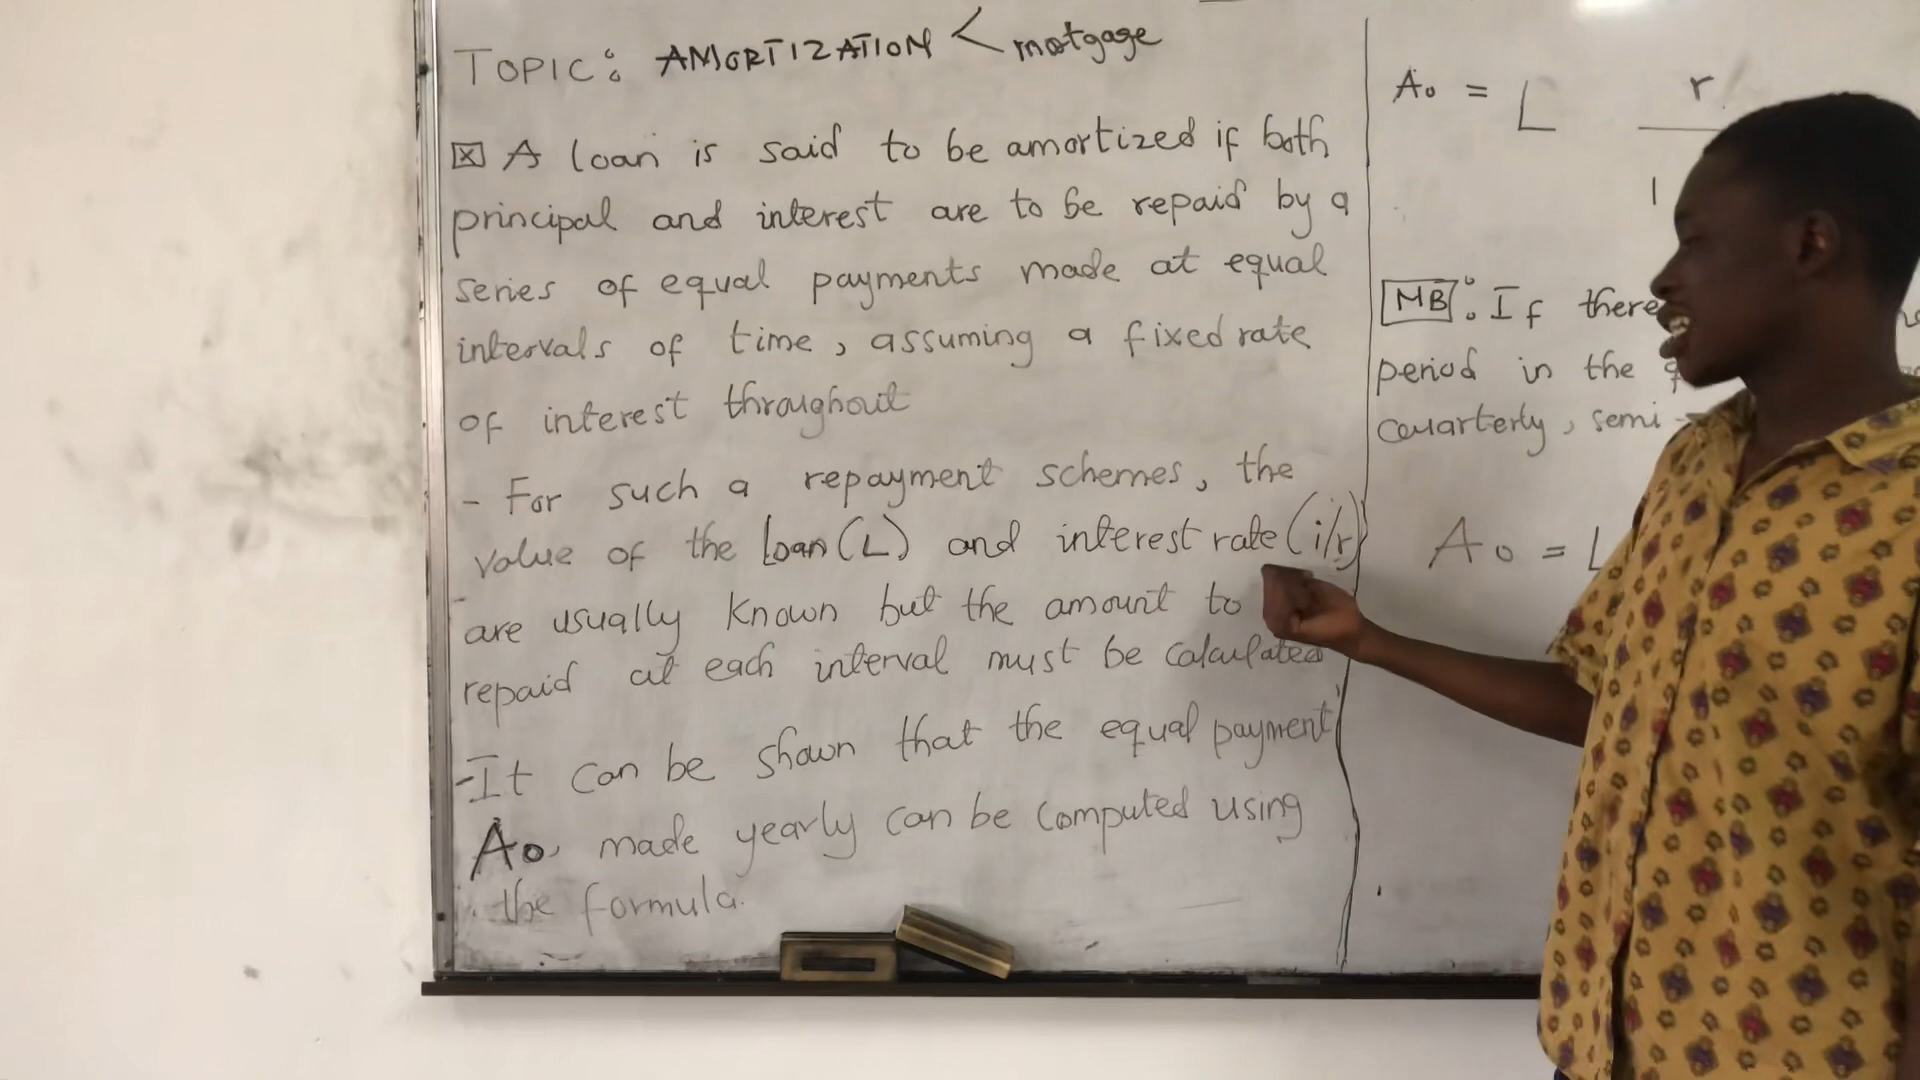 TOPIC: AMORTIZATION < motgage
A loan is said to be amortized if both
principal and interest are to be repaid by a
series of equal payments made at equal
intervals of time, assuming a fixed rate
of interest throughout
- For such a repayment schemes, the
value of the Loan (L) and interest rate (i/r)
are usually known but the amount to
repaid at each interval must be calculated
- It can be shown that the equal payment
A₀, made yearly can be computed using
the formula.
A₀ = L r
1
NB: If there
period in the
quarterly, semi -
A₀ = L